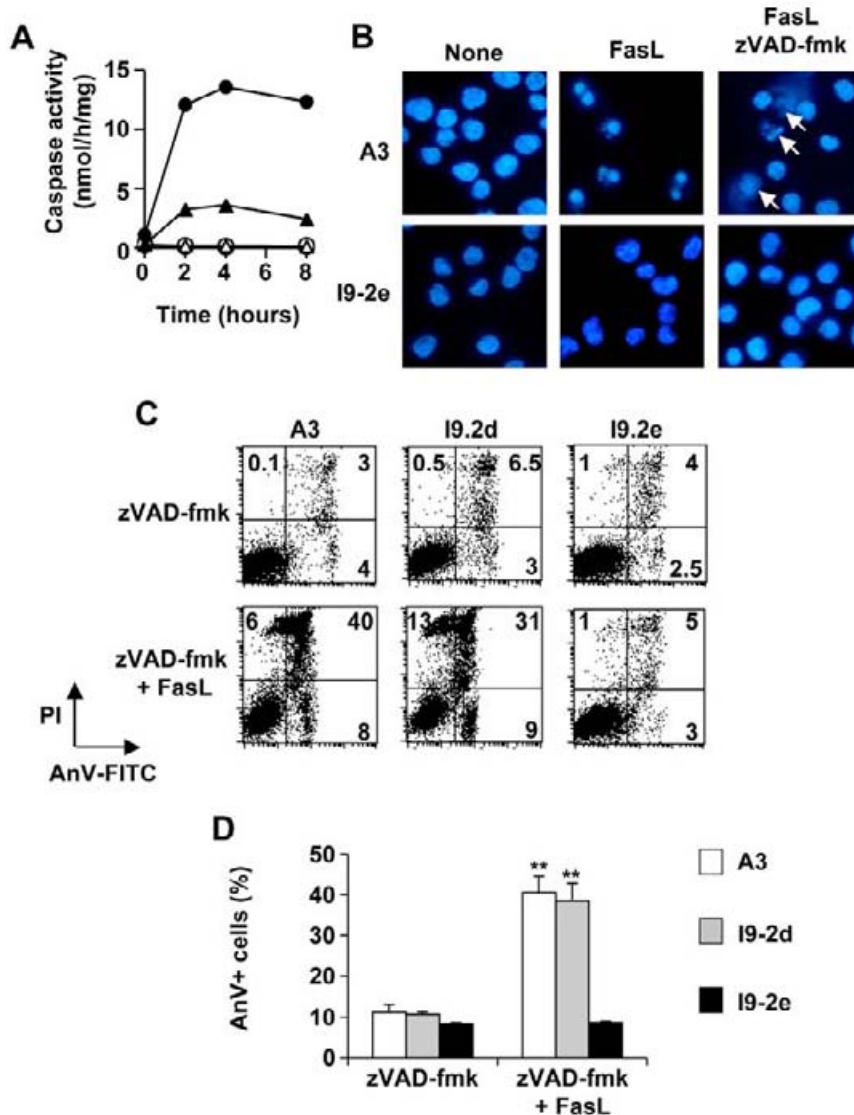 A
Caspase activity
(nmol/h/mg)
15
10
5
0
0 2 4 6 8
Time (hours)
B
None
FasL
FasL
zVAD-fmk
A3
I9-2e
C
A3
I9.2d
I9.2e
zVAD-fmk
0.1 3
4
0.5 6.5
3
1 4
2.5
zVAD-fmk
+ FasL
6 40
8
13 31
9
1 5
3
PI
AnV-FITC
D
AnV+ cells (%)
50
40
30
20
10
0
** **
zVAD-fmk
zVAD-fmk
+ FasL
A3
I9-2d
I9-2e